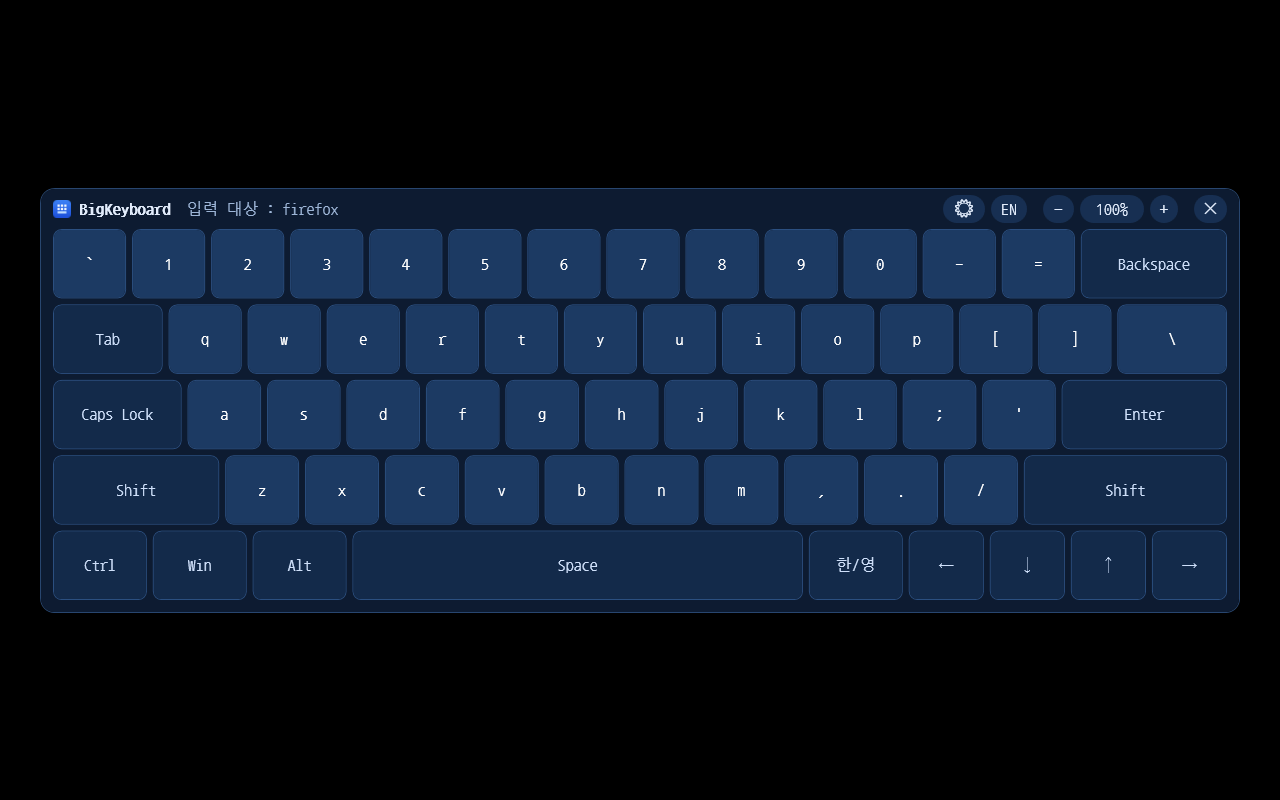 BigKeyboard 입력 대상 : firefox EN − 100% +
` 1 2 3 4 5 6 7 8 9 0 − = Backspace
Tab q w e r t y u i o p [ ] \
Caps Lock a s d f g h j k l ; ' Enter
Shift z x c v b n m , . / Shift
Ctrl Win Alt Space 한/영 ← ↓ ↑ →